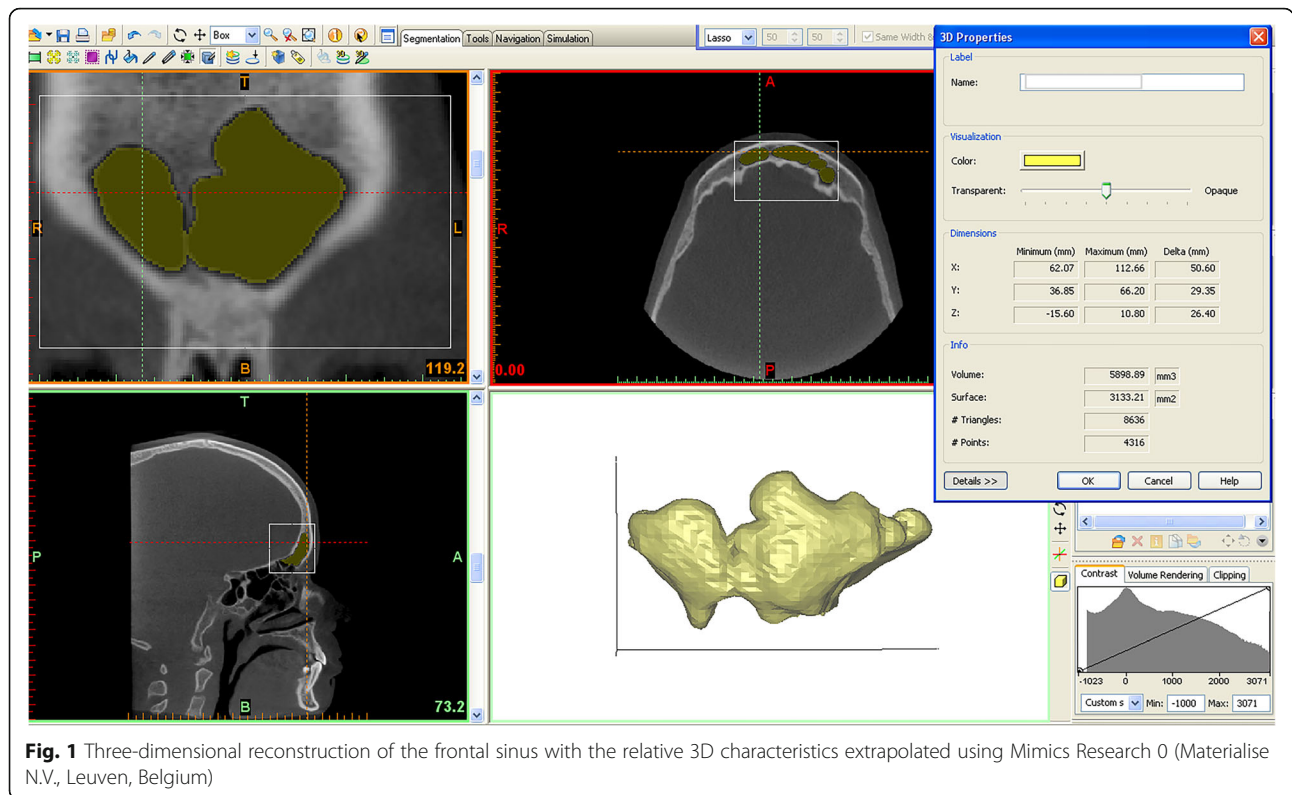 Box
Segmentation Tools Navigation Simulation
Lasso 50 50 Same Width &
3D Properties
Label
Name:
Visualization
Color:
Transparent Opaque
Dimensions
Minimum (mm) Maximum (mm) Delta (mm)
X: 62.07 112.66 50.60
Y: 36.85 66.20 29.35
Z: -15.60 10.80 26.40
Info
Volume: 5898.89 mm3
Surface: 3133.21 mm2
# Triangles: 8636
# Points: 4316
Details >> OK Cancel Help
T
R
L
B
119.2
A
R
0.00
P
T
P
A
B
73.2
Contrast Volume Rendering Clipping
-1023 0 1000 2000 3071
Custom s Min: -1000 Max: 3071
Fig. 1 Three-dimensional reconstruction of the frontal sinus with the relative 3D characteristics extrapolated using Mimics Research 0 (Materialise
N.V., Leuven, Belgium)